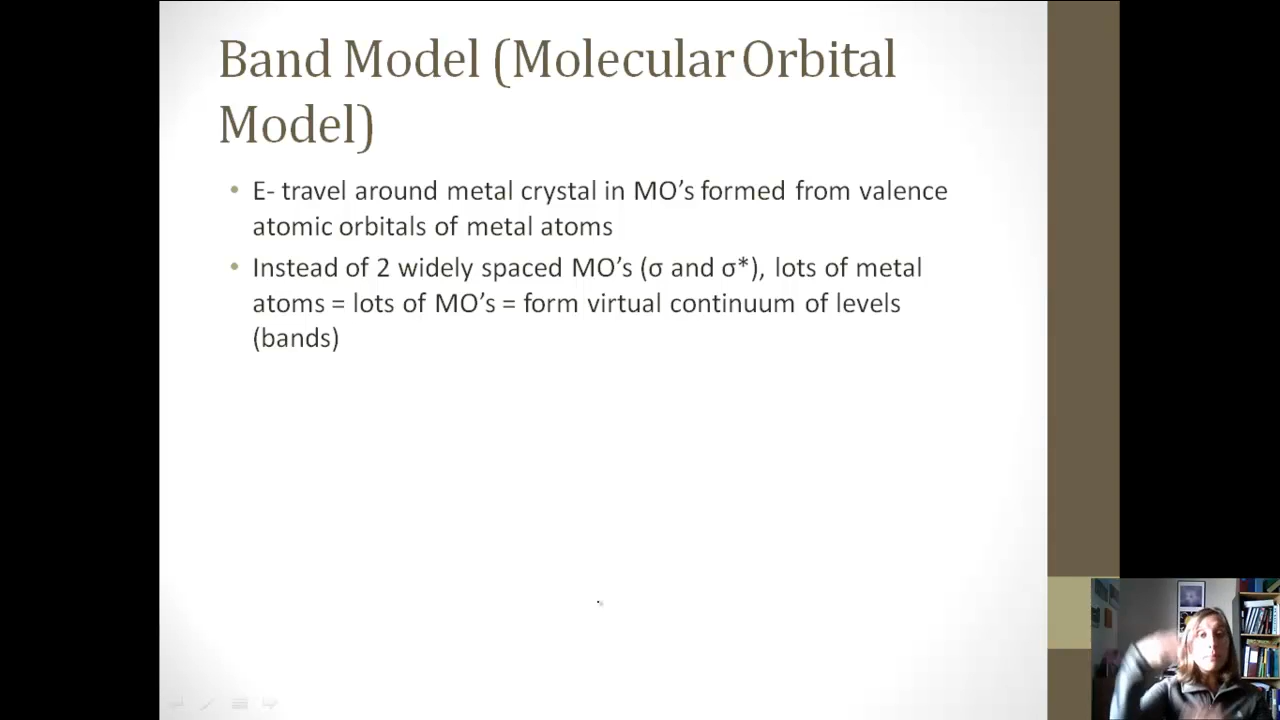 Band Model (Molecular Orbital
Model)
• E- travel around metal crystal in MO’s formed from valence
atomic orbitals of metal atoms
• Instead of 2 widely spaced MO’s (σ and σ*), lots of metal
atoms = lots of MO’s = form virtual continuum of levels
(bands)